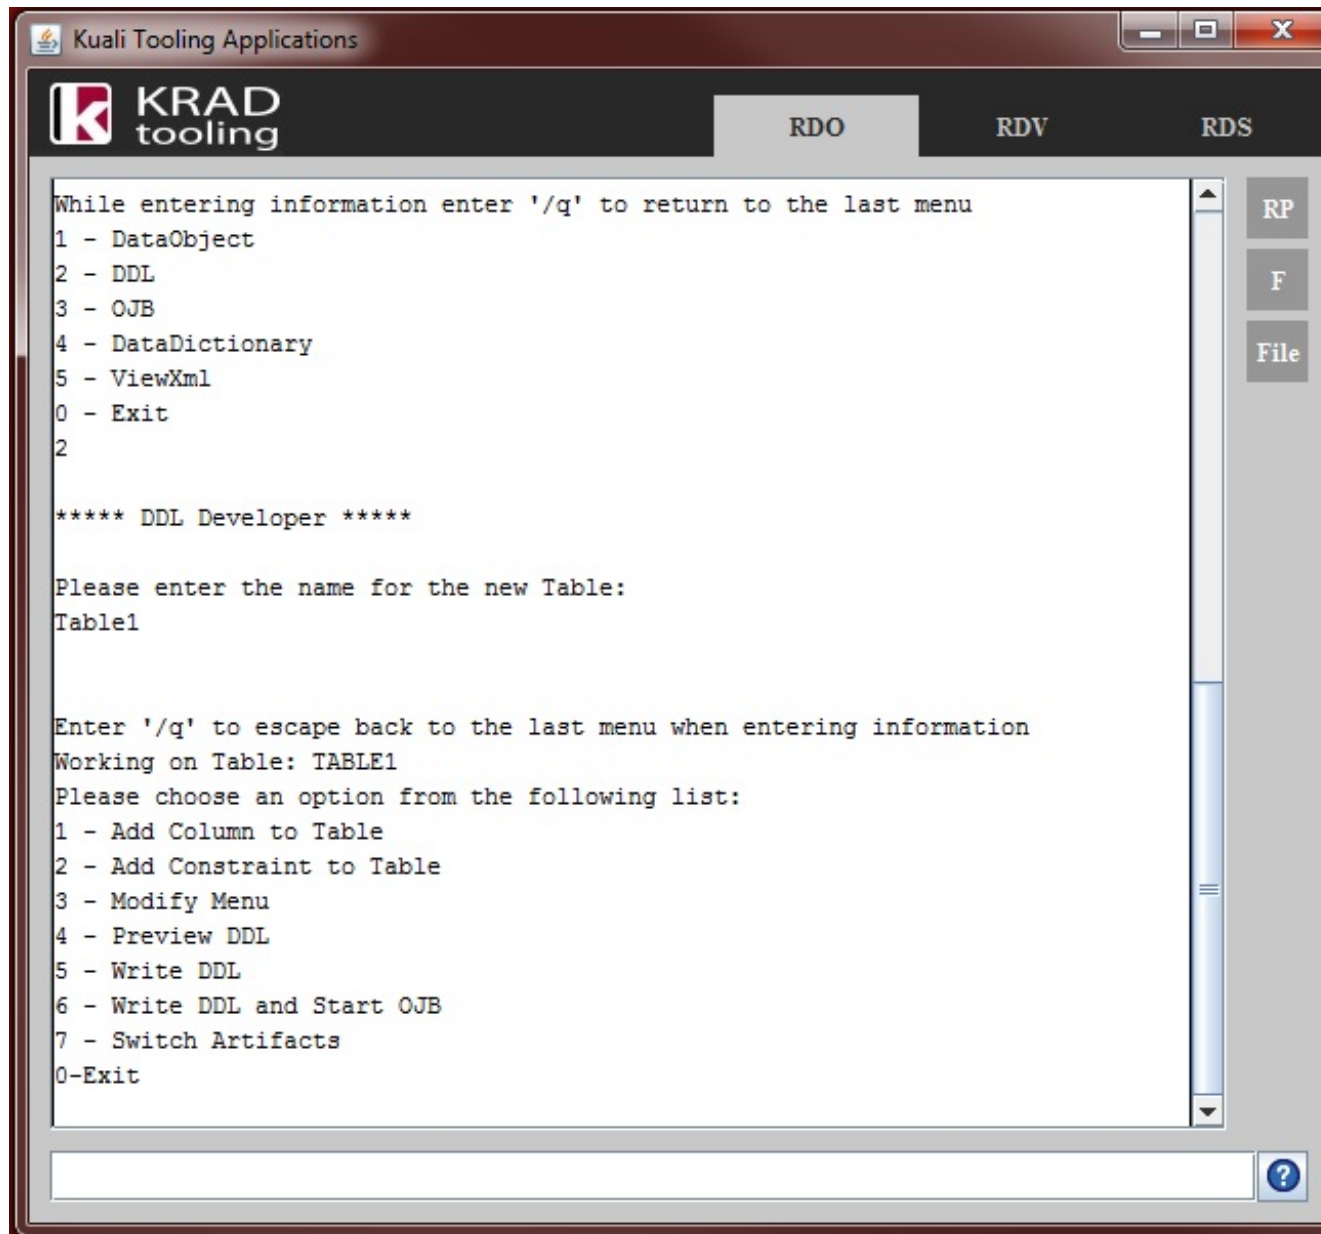 Kuali Tooling Applications
KRAD
tooling
RDO
RDV
RDS
While entering information enter '/q' to return to the last menu
1 - DataObject
2 - DDL
3 - OJB
4 - DataDictionary
5 - ViewXml
0 - Exit
2
***** DDL Developer *****
Please enter the name for the new Table:
Table1
Enter '/q' to escape back to the last menu when entering information
Working on Table: TABLE1
Please choose an option from the following list:
1 - Add Column to Table
2 - Add Constraint to Table
3 - Modify Menu
4 - Preview DDL
5 - Write DDL
6 - Write DDL and Start OJB
7 - Switch Artifacts
0-Exit
RP
F
File
?